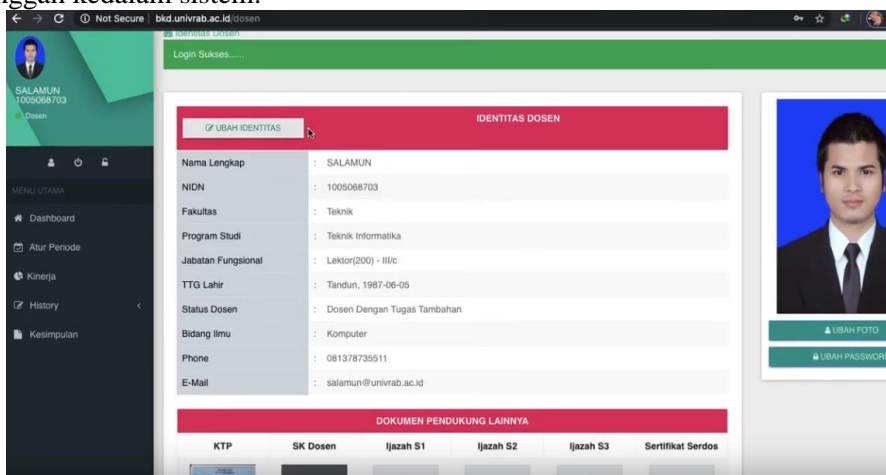 kedalam sistem.
Not Secure | bkd.univrab.ac.id/dosen
Identitas Dosen
Login Sukses......
SALAMUN
1005068703
Dosen
MENU UTAMA
Dashboard
Atur Periode
Kinerja
History
Kesimpulan
UBAH IDENTITAS
IDENTITAS DOSEN
Nama Lengkap : SALAMUN
NIDN : 1005068703
Fakultas : Teknik
Program Studi : Teknik Informatika
Jabatan Fungsional : Lektor(200) - III/c
TTG Lahir : Tandun, 1987-06-05
Status Dosen : Dosen Dengan Tugas Tambahan
Bidang Ilmu : Komputer
Phone : 081378735511
E-Mail : salamun@univrab.ac.id
DOKUMEN PENDUKUNG LAINNYA
KTP SK Dosen Ijazah S1 Ijazah S2 Ijazah S3 Sertifikat Serdos
UBAH FOTO
UBAH PASSWOR